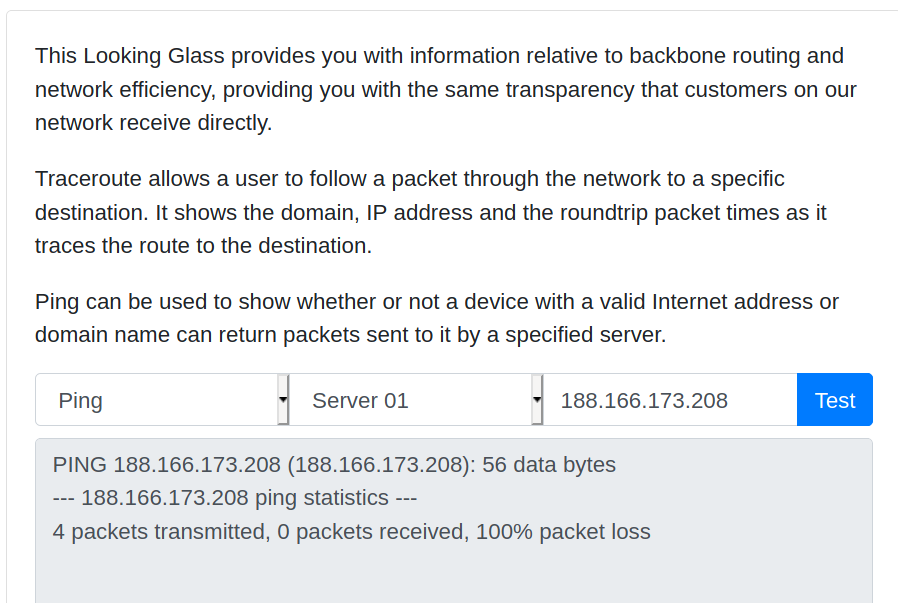 This Looking Glass provides you with information relative to backbone routing and
network efficiency, providing you with the same transparency that customers on our
network receive directly.
Traceroute allows a user to follow a packet through the network to a specific
destination. It shows the domain, IP address and the roundtrip packet times as it
traces the route to the destination.
Ping can be used to show whether or not a device with a valid Internet address or
domain name can return packets sent to it by a specified server.
Ping Server 01 188.166.173.208 Test
PING 188.166.173.208 (188.166.173.208): 56 data bytes
--- 188.166.173.208 ping statistics ---
4 packets transmitted, 0 packets received, 100% packet loss